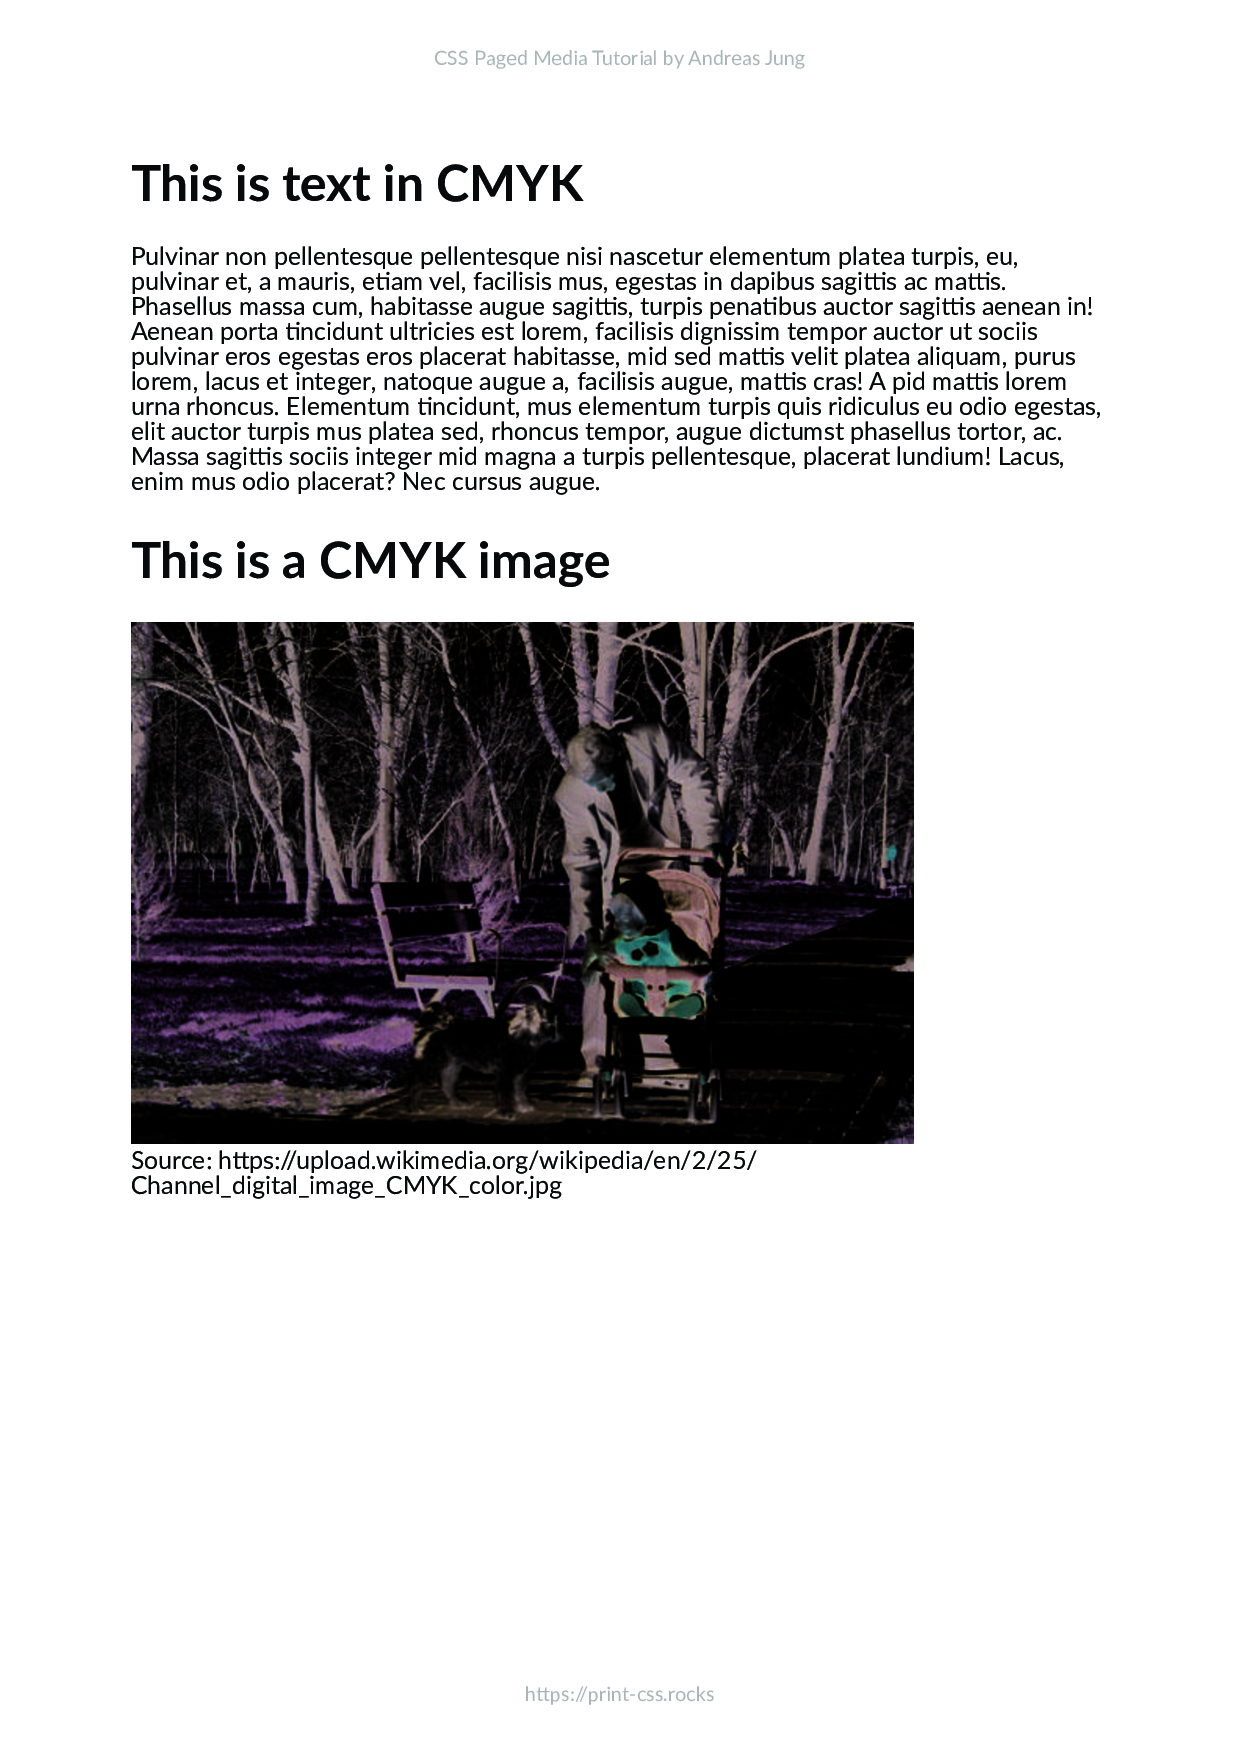 CSS Paged Media Tutorial by Andreas Jung
This is text in CMYK
Pulvinar non pellentesque pellentesque nisi nascetur elementum platea turpis, eu,
pulvinar et, a mauris, etiam vel, facilisis mus, egestas in dapibus sagittis ac mattis.
Phasellus massa cum, habitasse augue sagittis, turpis penatibus auctor sagittis aenean in!
Aenean porta tincidunt ultricies est lorem, facilisis dignissim tempor auctor ut sociis
pulvinar eros egestas eros placerat habitasse, mid sed mattis velit platea aliquam, purus
lorem, lacus et integer, natoque augue a, facilisis augue, mattis cras! A pid mattis lorem
urna rhoncus. Elementum tincidunt, mus elementum turpis quis ridiculus eu odio egestas,
elit auctor turpis mus platea sed, rhoncus tempor, augue dictumst phasellus tortor, ac.
Massa sagittis sociis integer mid magna a turpis pellentesque, placerat lundium! Lacus,
enim mus odio placerat? Nec cursus augue.
This is a CMYK image
Source: https://upload.wikimedia.org/wikipedia/en/2/25/
Channel_digital_image_CMYK_color.jpg
https://print-css.rocks